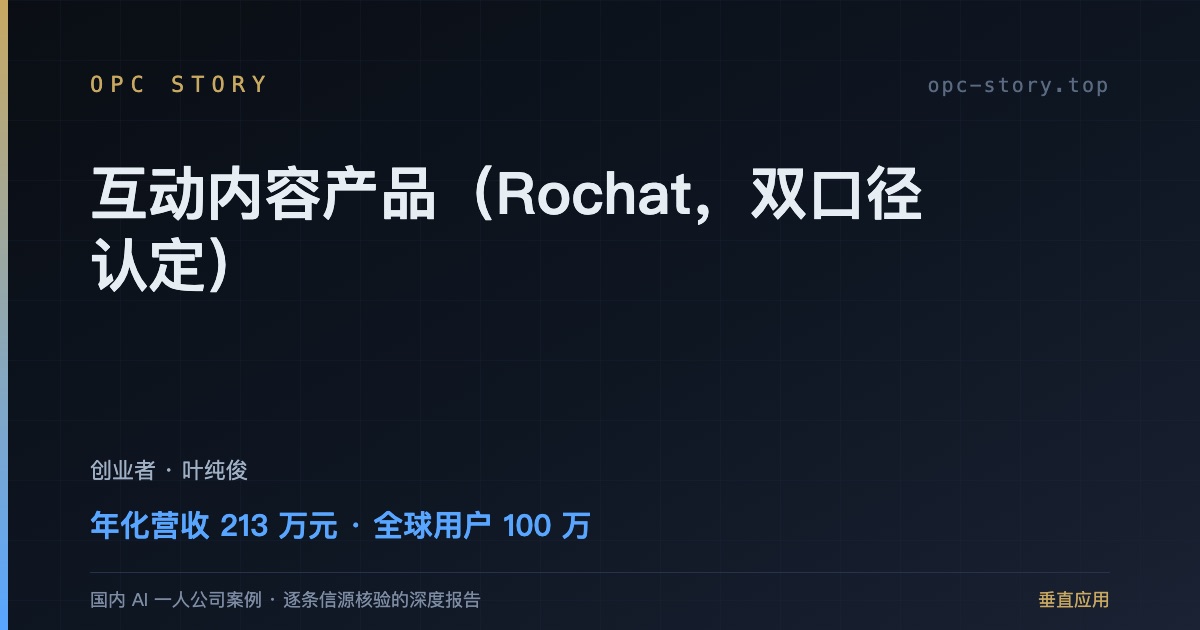 OPC STORY
opc-story.top
互动内容产品（Rochat，双口径
认定）
创业者 · 叶纯俊
年化营收 213 万元 · 全球用户 100 万
国内 AI 一人公司案例 · 逐条信源核验的深度报告
垂直应用